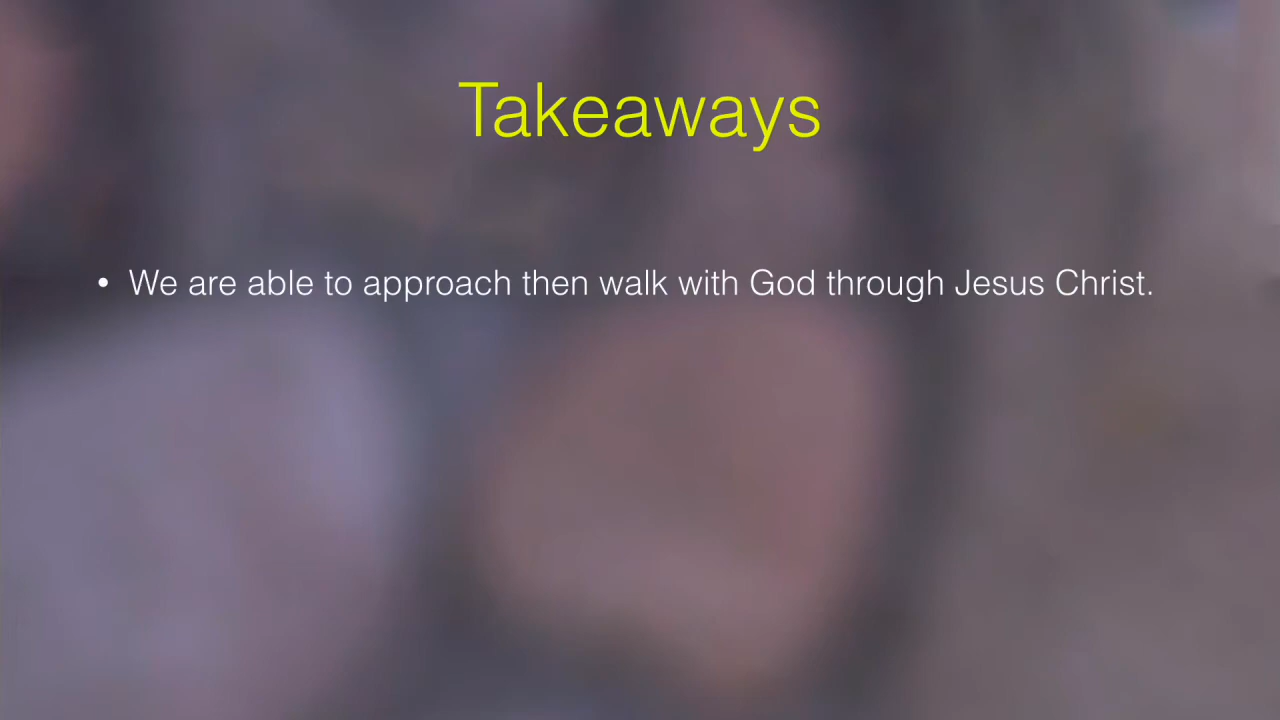 Takeaways
• We are able to approach then walk with God through Jesus Christ.